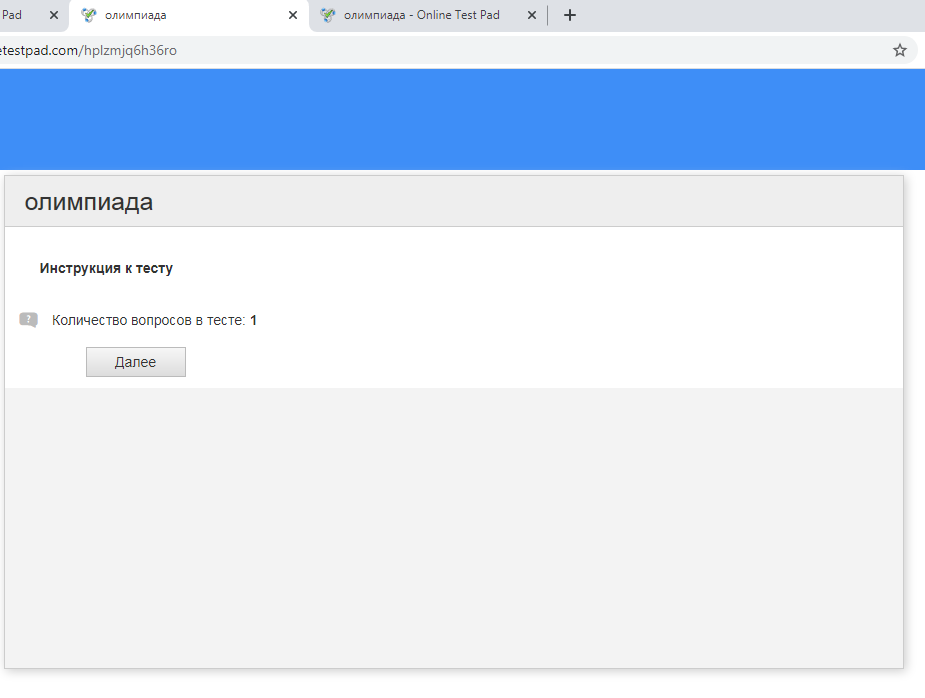 Pad
олимпиада
олимпиада - Online Test Pad
etestpad.com/hplzmjq6h36ro
олимпиада
Инструкция к тесту
Количество вопросов в тесте: 1
Далее